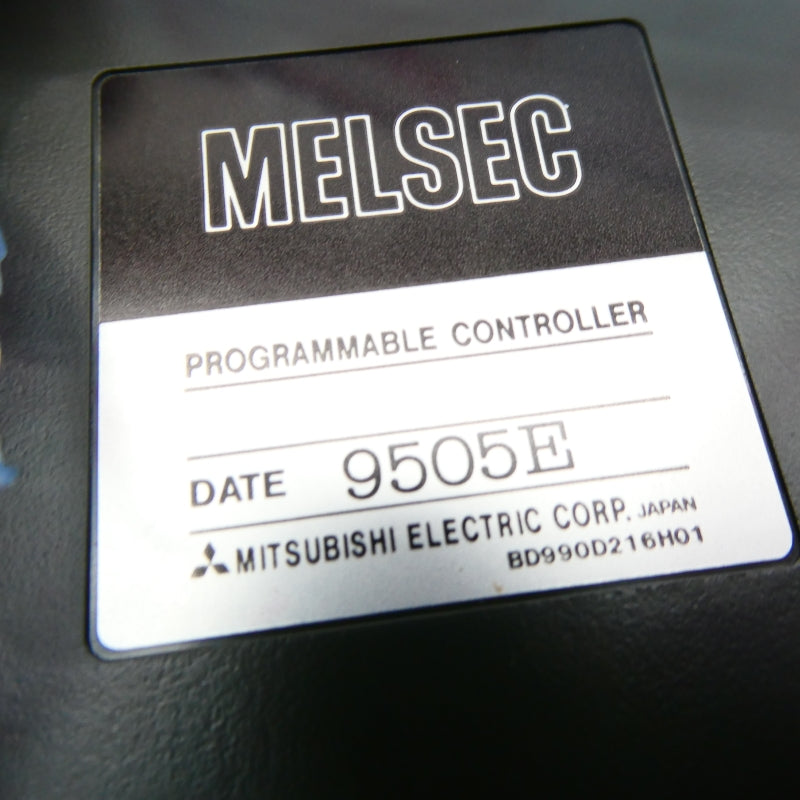 MELSEC
PROGRAMMABLE CONTROLLER
DATE 9505E
MITSUBISHI ELECTRIC CORP. JAPAN
BD990D216H01